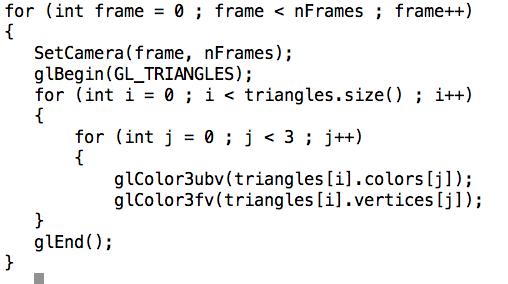 for (int frame = 0 ; frame < nFrames ; frame++)
{
    SetCamera(frame, nFrames);
    glBegin(GL_TRIANGLES);
    for (int i = 0 ; i < triangles.size() ; i++)
    {
        for (int j = 0 ; j < 3 ; j++)
        {
            glColor3ubv(triangles[i].colors[j]);
            glColor3fv(triangles[i].vertices[j]);
    }
    glEnd();
}